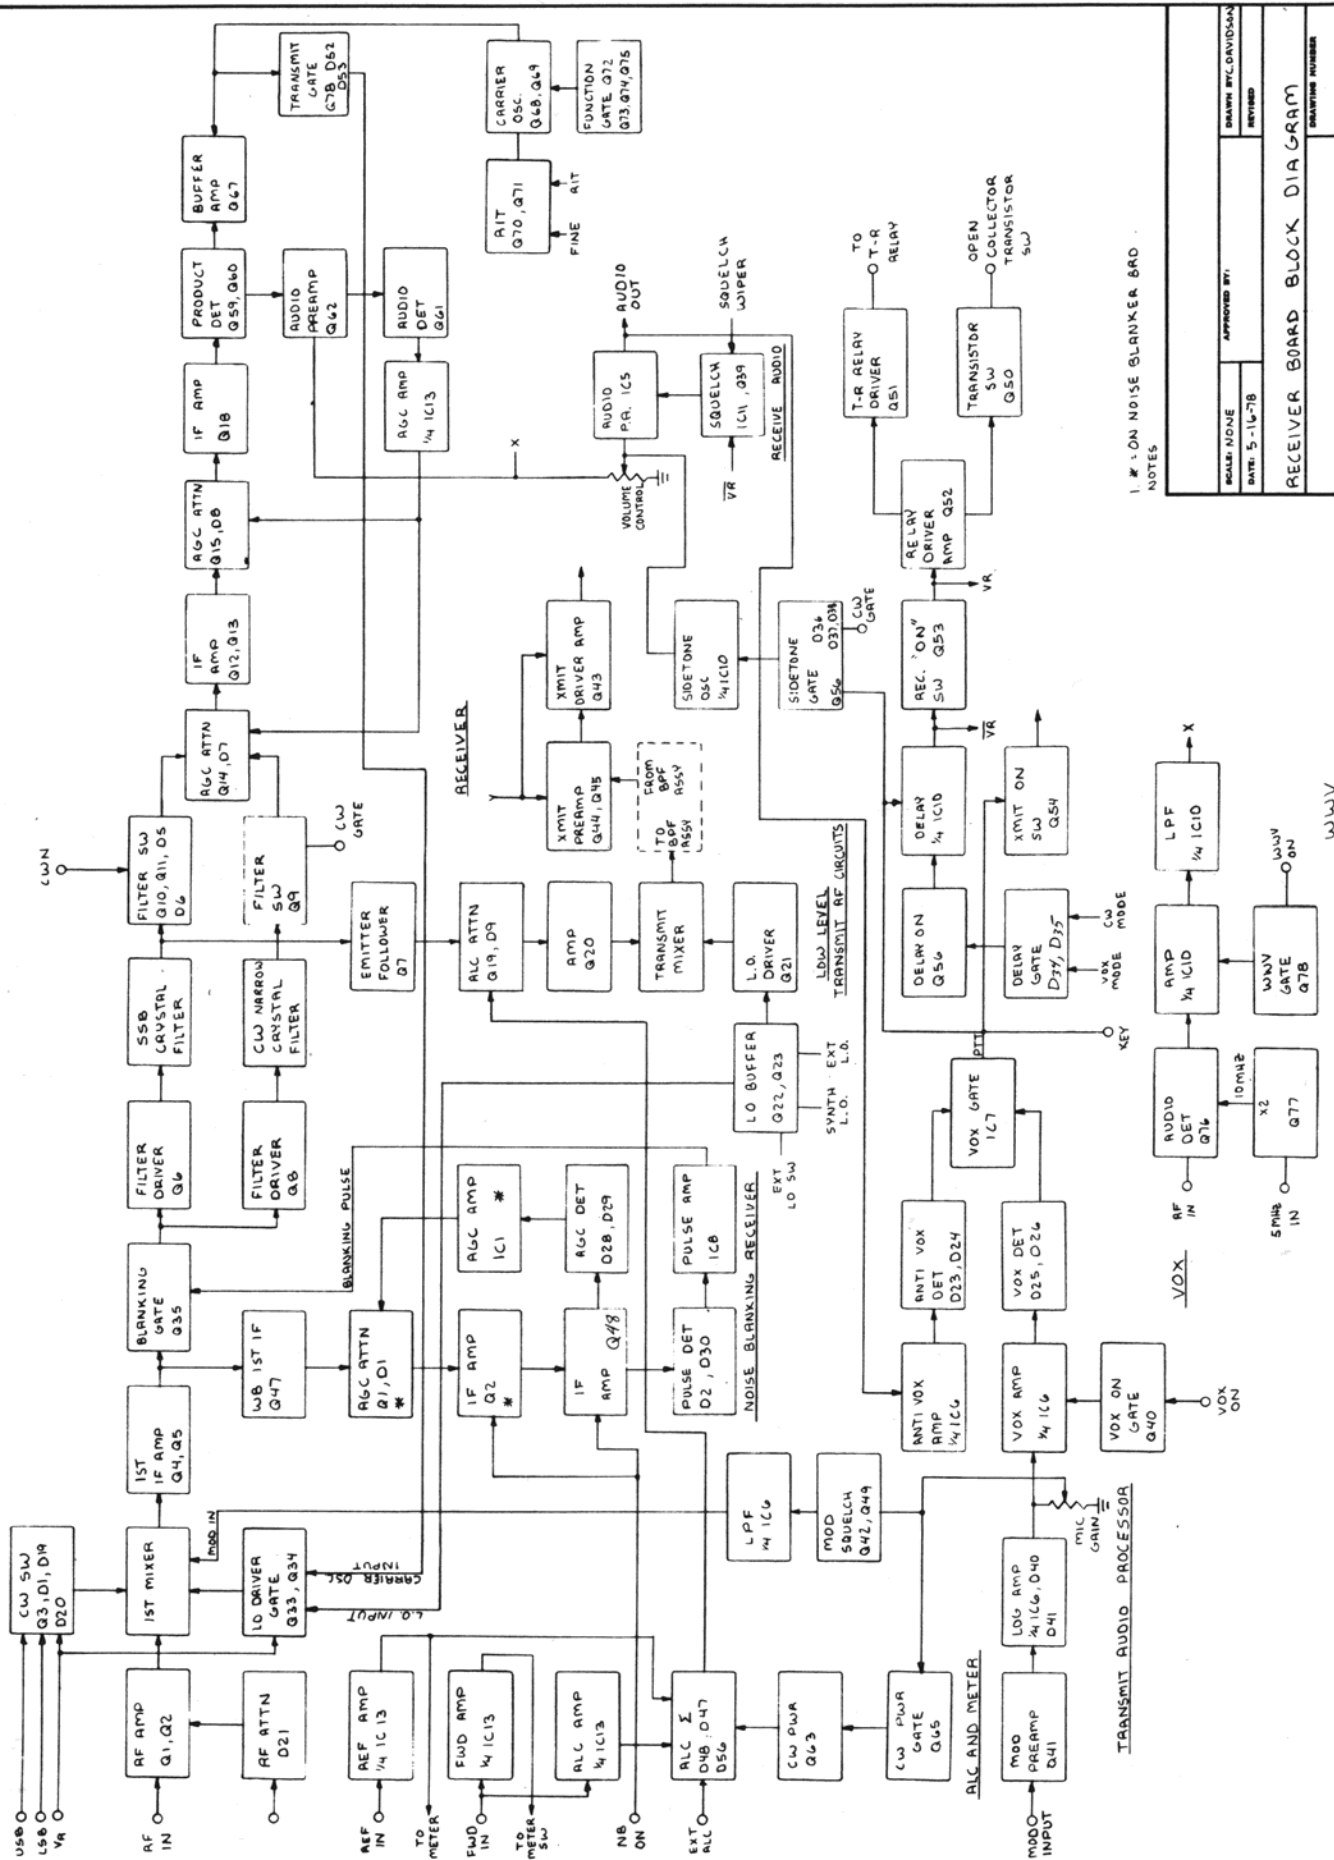 USB
LSB
VR
CW SW
Q3, D1, D19
D20
RF
IN
RF AMP
Q1, Q2
RF ATTN
D21
1ST MIXER
LO DRIVER
GATE
Q33, Q34
L.O. INPUT
CARRIER OSC
INPUT
MOD IN
1ST
IF AMP
Q4, Q5
BLANKING
GATE
Q35
BLANKING PULSE
FILTER
DRIVER
Q6
FILTER
DRIVER
Q8
SSB
CRYSTAL
FILTER
CW NARROW
CRYSTAL
FILTER
CWN
FILTER SW
Q10, Q11, D5
D6
FILTER
SW
Q9
CW
GATE
AGC ATTN
Q14, D7
IF
AMP
Q12, Q13
AGC ATTN
Q15, D8
IF AMP
Q18
PRODUCT
DET
Q59, Q60
BUFFER
AMP
Q67
TRANSMIT
GATE
Q7B D52
D53
AUDIO
PREAMP
Q62
AUDIO
DET
Q61
AGC AMP
1/4 IC13
CARRIER
OSC.
Q68, Q69
FUNCTION
GATE Q72
Q73, Q74, Q75
RIT
Q70, Q71
FINE
RIT
RECEIVER
WB 1ST IF
Q47
AGC ATTN
Q1, D1
*
IF AMP
Q2
*
IF
AMP
Q48
AGC AMP
IC1 *
AGC DET
D28, D29
PULSE DET
D2, D30
PULSE AMP
IC8
NOISE BLANKING RECEIVER
EMITTER
FOLLOWER
Q7
ALC ATTN
Q19, D9
AMP
Q20
TRANSMIT
MIXER
L.O.
DRIVER
Q21
LO BUFFER
Q22, Q23
EXT
LO SW
SYNTH
L.O.
EXT
L.O.
LOW LEVEL
TRANSMIT RF CIRCUITS
Y
XMIT
PREAMP
Q44, Q45
XMIT
DRIVER AMP
Q43
TO
BPF
ASSY
FROM
BPF
ASSY
X
VOLUME
CONTROL
AUDIO
P.A. IC5
AUDIO
OUT
SQUELCH
IC11, Q39
VR
SQUELCH
WIPER
RECEIVE AUDIO
SIDETONE
OSC
1/4 IC10
SIDETONE
GATE
Q56
D36
D37, D38
CW
GATE
REF
IN
REF AMP
1/4 IC13
TO
METER
FWD
IN
FWD AMP
1/4 IC13
TO
METER
SW
ALC AMP
1/4 IC13
NB
ON
EXT
ALC
ALC Σ
D48, D47
D56
CW PWR
Q63
CW PWR
GATE
Q65
ALC AND METER
LPF
1/4 IC6
MOD
SQUELCH
Q42, Q49
MOD
INPUT
MOD
PREAMP
Q41
LOG AMP
1/4 IC6, D40
D41
MIC
GAIN
TRANSMIT AUDIO PROCESSOR
ANTI VOX
AMP
1/4 IC6
VOX AMP
1/4 IC6
VOX ON
GATE
Q40
VOX
ON
ANTI VOX
DET
D23, D24
VOX DET
D25, D26
VOX GATE
IC7
PTT
KEY
VOX
DELAY ON
Q56
DELAY
GATE
D34, D35
VOX
MODE
CW
MODE
DELAY
1/4 IC10
VR
XMIT ON
SW
Q54
REC. "ON"
SW Q53
VR
RELAY
DRIVER
AMP Q52
T-R RELAY
DRIVER
Q51
TO
T-R
RELAY
TRANSISTOR
SW
Q50
OPEN
COLLECTOR
TRANSISTOR
SW
RF
IN
AUDIO
DET
Q76
5MHz
IN
X2
Q77
10MHz
AMP
1/4 IC10
WWV
GATE
Q78
WWV
ON
LPF
1/4 IC10
X
WWV
1. * : ON NOISE BLANKER BRD
NOTES
SCALE: NONE
APPROVED BY:
DRAWN BY C. DAVIDSON
DATE: 5-16-78
REVISED
RECEIVER BOARD BLOCK DIAGRAM
DRAWING NUMBER